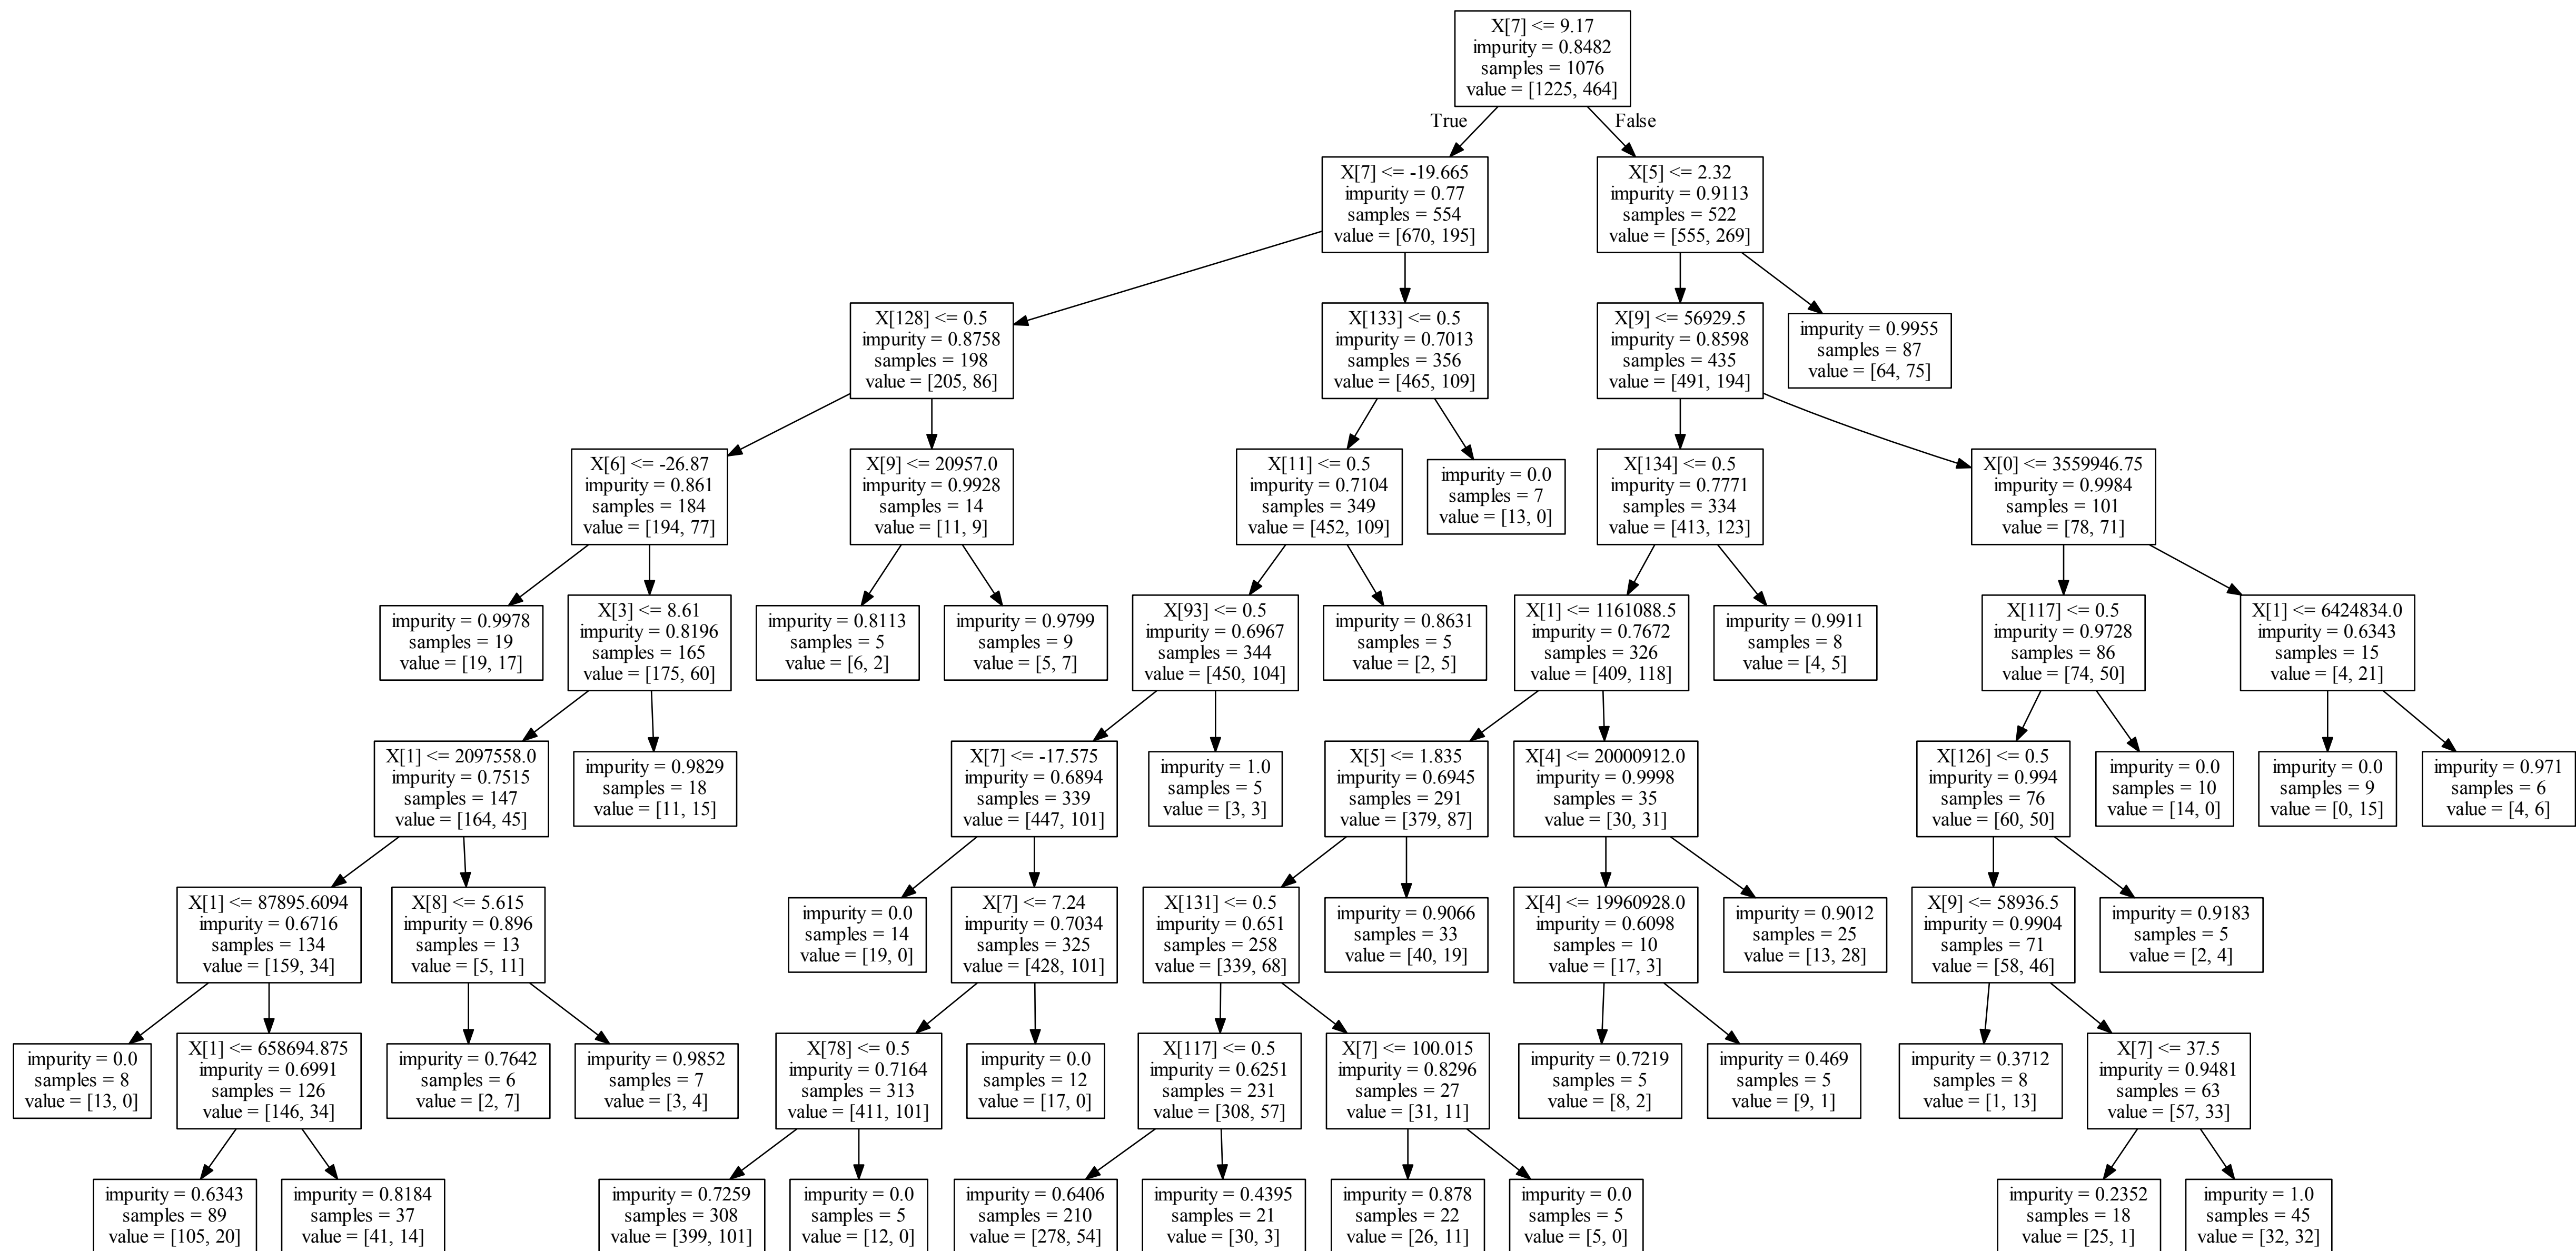 X[7] <= 9.17
impurity = 0.8482
samples = 1076
value = [1225, 464]
True
False
X[7] <= -19.665
impurity = 0.77
samples = 554
value = [670, 195]
X[5] <= 2.32
impurity = 0.9113
samples = 522
value = [555, 269]
X[128] <= 0.5
impurity = 0.8758
samples = 198
value = [205, 86]
X[133] <= 0.5
impurity = 0.7013
samples = 356
value = [465, 109]
X[9] <= 56929.5
impurity = 0.8598
samples = 435
value = [491, 194]
impurity = 0.9955
samples = 87
value = [64, 75]
X[6] <= -26.87
impurity = 0.861
samples = 184
value = [194, 77]
X[9] <= 20957.0
impurity = 0.9928
samples = 14
value = [11, 9]
X[11] <= 0.5
impurity = 0.7104
samples = 349
value = [452, 109]
impurity = 0.0
samples = 7
value = [13, 0]
X[134] <= 0.5
impurity = 0.7771
samples = 334
value = [413, 123]
X[0] <= 3559946.75
impurity = 0.9984
samples = 101
value = [78, 71]
impurity = 0.9978
samples = 19
value = [19, 17]
X[3] <= 8.61
impurity = 0.8196
samples = 165
value = [175, 60]
impurity = 0.8113
samples = 5
value = [6, 2]
impurity = 0.9799
samples = 9
value = [5, 7]
X[93] <= 0.5
impurity = 0.6967
samples = 344
value = [450, 104]
impurity = 0.8631
samples = 5
value = [2, 5]
X[1] <= 1161088.5
impurity = 0.7672
samples = 326
value = [409, 118]
impurity = 0.9911
samples = 8
value = [4, 5]
X[117] <= 0.5
impurity = 0.9728
samples = 86
value = [74, 50]
X[1] <= 6424834.0
impurity = 0.6343
samples = 15
value = [4, 21]
X[1] <= 2097558.0
impurity = 0.7515
samples = 147
value = [164, 45]
impurity = 0.9829
samples = 18
value = [11, 15]
X[7] <= -17.575
impurity = 0.6894
samples = 339
value = [447, 101]
impurity = 1.0
samples = 5
value = [3, 3]
X[5] <= 1.835
impurity = 0.6945
samples = 291
value = [379, 87]
X[4] <= 20000912.0
impurity = 0.9998
samples = 35
value = [30, 31]
X[126] <= 0.5
impurity = 0.994
samples = 76
value = [60, 50]
impurity = 0.0
samples = 10
value = [14, 0]
impurity = 0.0
samples = 9
value = [0, 15]
impurity = 0.971
samples = 6
value = [4, 6]
X[1] <= 87895.6094
impurity = 0.6716
samples = 134
value = [159, 34]
X[8] <= 5.615
impurity = 0.896
samples = 13
value = [5, 11]
impurity = 0.0
samples = 14
value = [19, 0]
X[7] <= 7.24
impurity = 0.7034
samples = 325
value = [428, 101]
X[131] <= 0.5
impurity = 0.651
samples = 258
value = [339, 68]
impurity = 0.9066
samples = 33
value = [40, 19]
X[4] <= 19960928.0
impurity = 0.6098
samples = 10
value = [17, 3]
impurity = 0.9012
samples = 25
value = [13, 28]
X[9] <= 58936.5
impurity = 0.9904
samples = 71
value = [58, 46]
impurity = 0.9183
samples = 5
value = [2, 4]
impurity = 0.0
samples = 8
value = [13, 0]
X[1] <= 658694.875
impurity = 0.6991
samples = 126
value = [146, 34]
impurity = 0.7642
samples = 6
value = [2, 7]
impurity = 0.9852
samples = 7
value = [3, 4]
X[78] <= 0.5
impurity = 0.7164
samples = 313
value = [411, 101]
impurity = 0.0
samples = 12
value = [17, 0]
X[117] <= 0.5
impurity = 0.6251
samples = 231
value = [308, 57]
X[7] <= 100.015
impurity = 0.8296
samples = 27
value = [31, 11]
impurity = 0.7219
samples = 5
value = [8, 2]
impurity = 0.469
samples = 5
value = [9, 1]
impurity = 0.3712
samples = 8
value = [1, 13]
X[7] <= 37.5
impurity = 0.9481
samples = 63
value = [57, 33]
impurity = 0.6343
samples = 89
value = [105, 20]
impurity = 0.8184
samples = 37
value = [41, 14]
impurity = 0.7259
samples = 308
value = [399, 101]
impurity = 0.0
samples = 5
value = [12, 0]
impurity = 0.6406
samples = 210
value = [278, 54]
impurity = 0.4395
samples = 21
value = [30, 3]
impurity = 0.878
samples = 22
value = [26, 11]
impurity = 0.0
samples = 5
value = [5, 0]
impurity = 0.2352
samples = 18
value = [25, 1]
impurity = 1.0
samples = 45
value = [32, 32]